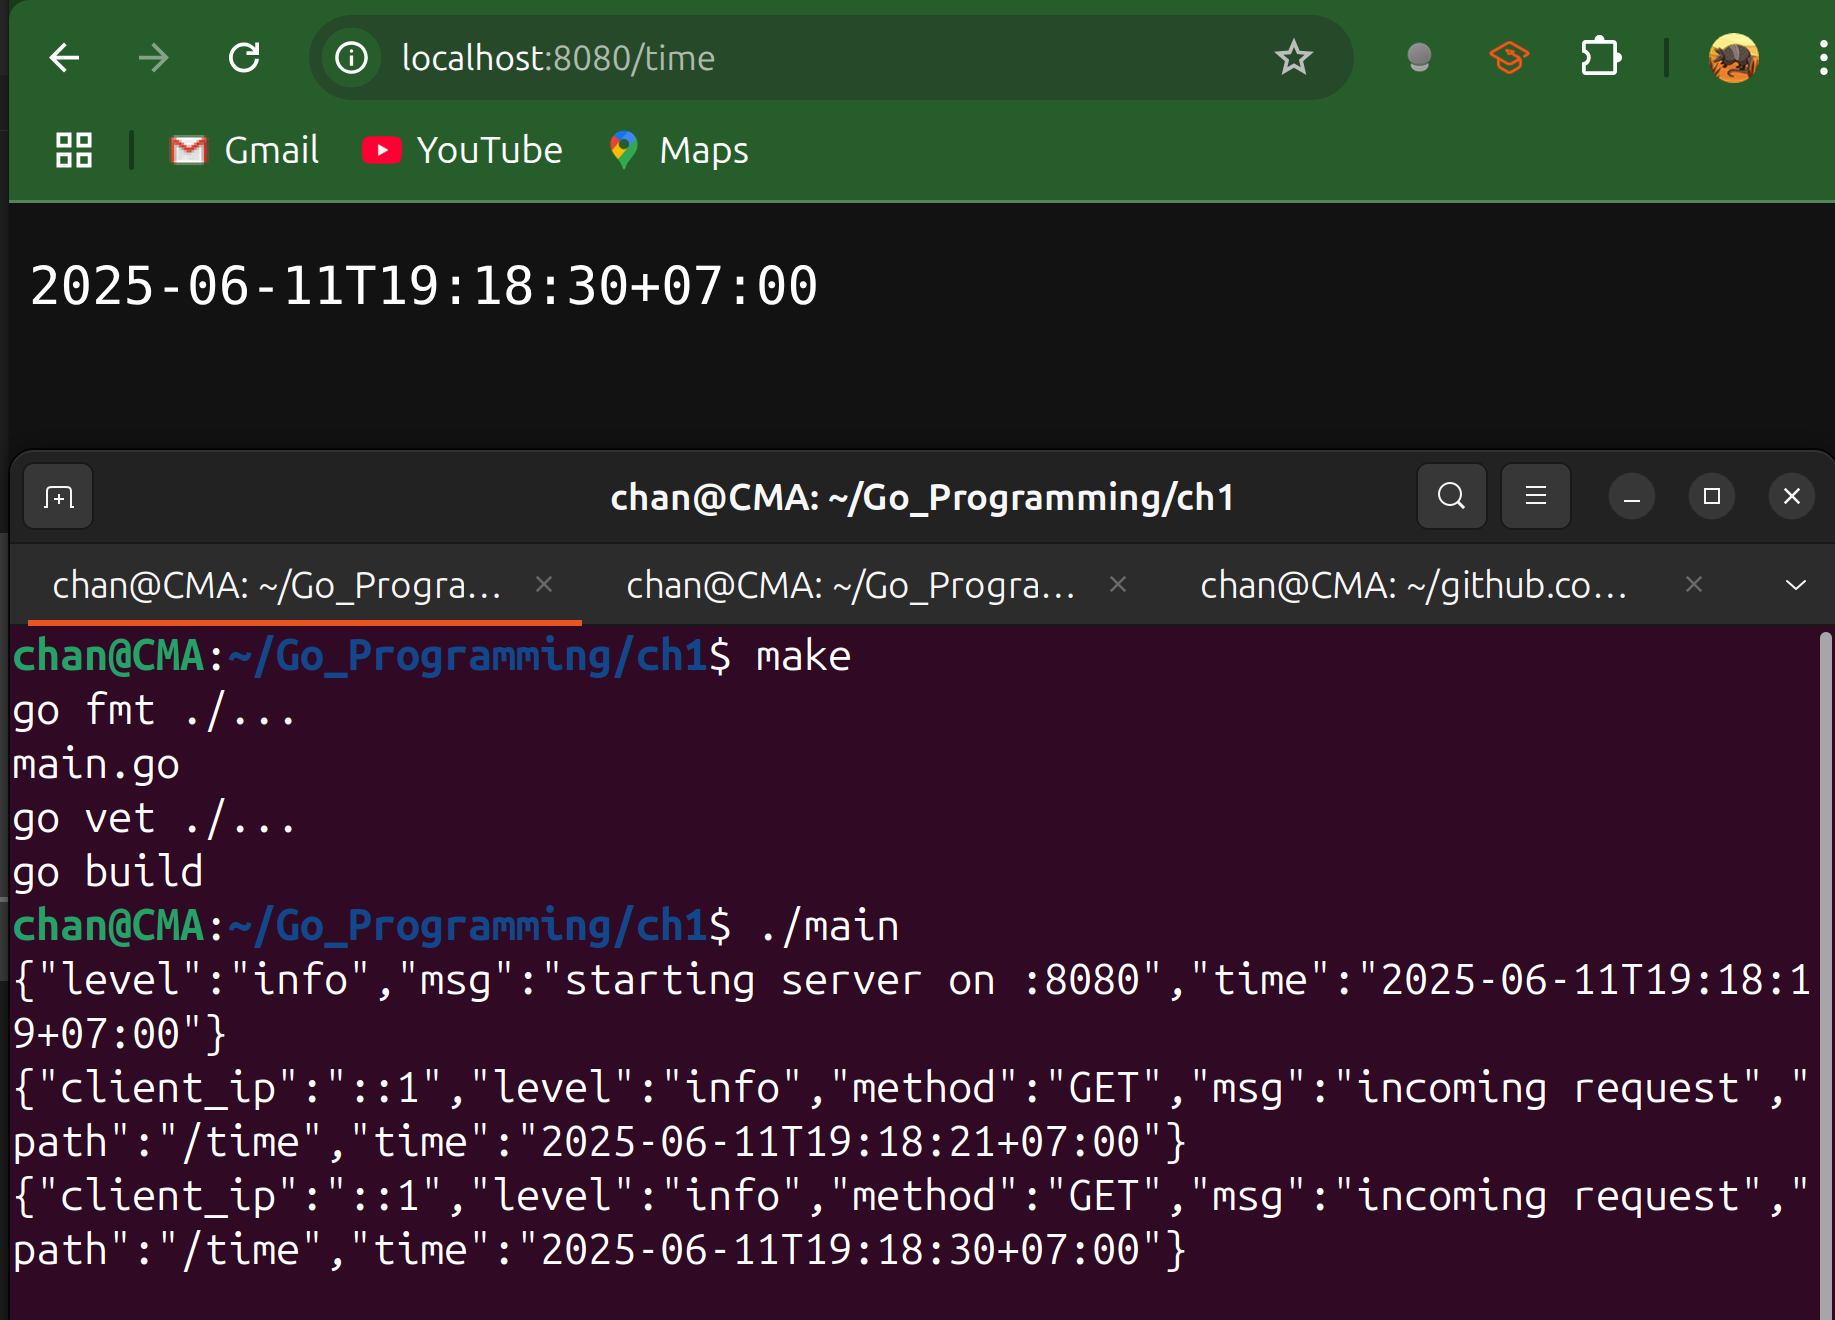 localhost:8080/time
Gmail YouTube Maps
2025-06-11T19:18:30+07:00
chan@CMA: ~/Go_Programming/ch1
chan@CMA: ~/Go_Progra... chan@CMA: ~/Go_Progra... chan@CMA: ~/github.co...
chan@CMA:~/Go_Programming/ch1$ make
go fmt ./...
main.go
go vet ./...
go build
chan@CMA:~/Go_Programming/ch1$ ./main
{"level":"info","msg":"starting server on :8080","time":"2025-06-11T19:18:1
9+07:00"}
{"client_ip":"::1","level":"info","method":"GET","msg":"incoming request","
path":"/time","time":"2025-06-11T19:18:21+07:00"}
{"client_ip":"::1","level":"info","method":"GET","msg":"incoming request","
path":"/time","time":"2025-06-11T19:18:30+07:00"}